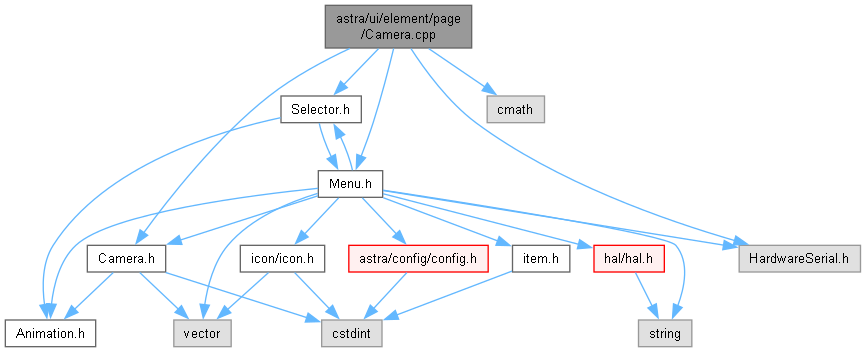 astra/ui/element/page
/Camera.cpp
Selector.h
cmath
Menu.h
Camera.h
icon/icon.h
astra/config/config.h
item.h
hal/hal.h
HardwareSerial.h
Animation.h
vector
cstdint
string